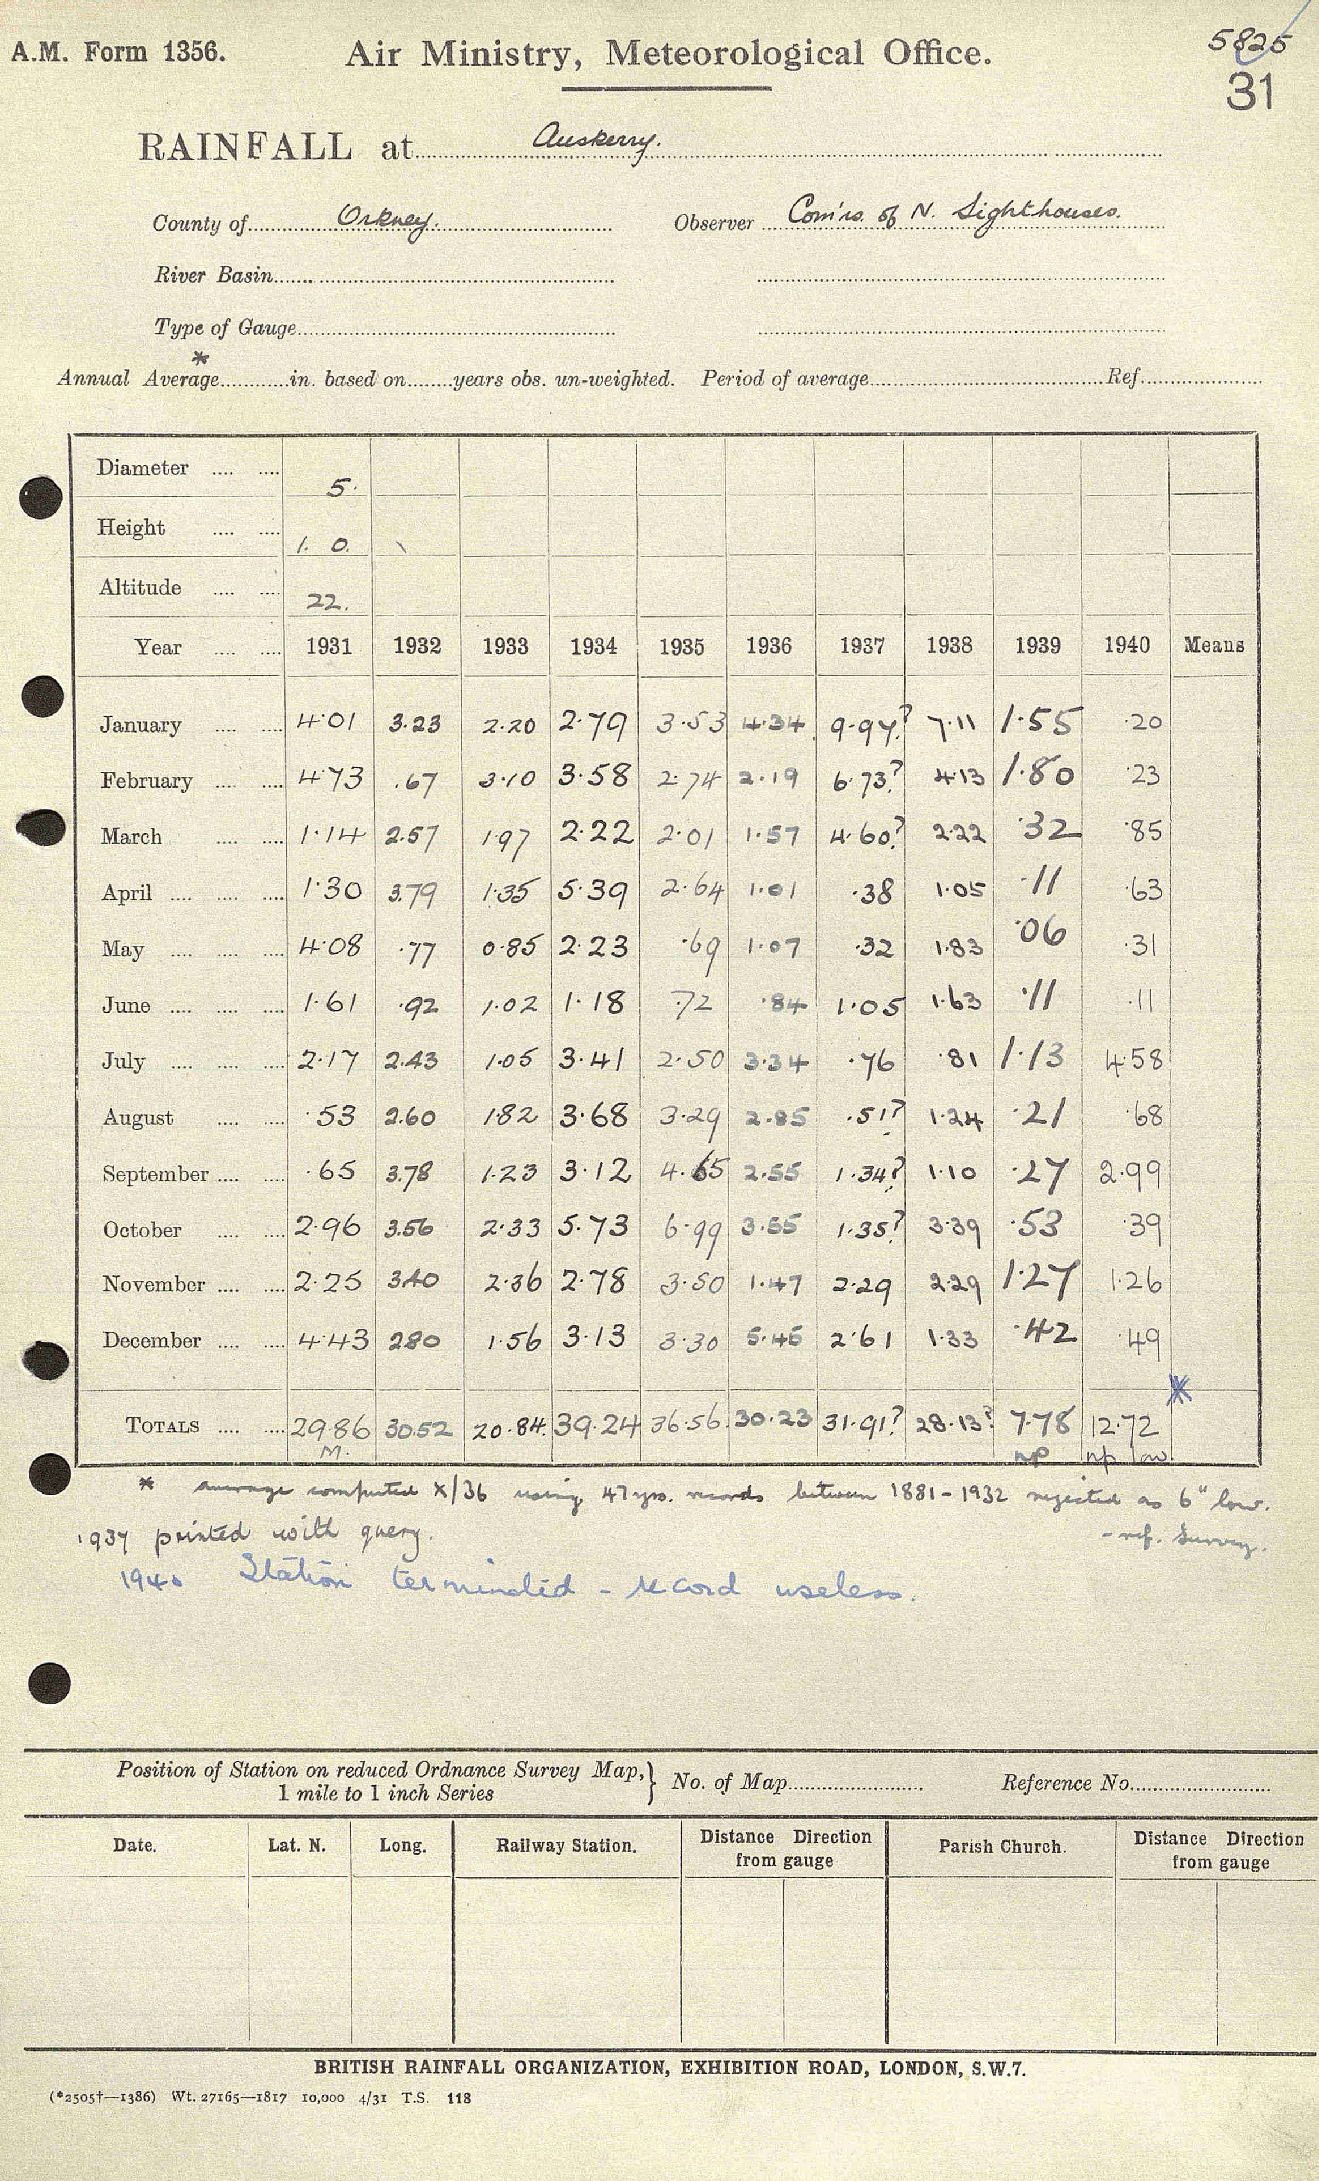 A.M. Form 1356. Air Ministry, Meteorological Office. 5825
31
RAINFALL at Auskerry.
County of Orkney. Observer Com'rs. of N. Lighthouses.
River Basin
Type of Gauge
*
Annual Average in. based on years obs. un-weighted. Period of average Ref.
Diameter 5.
Height 1. 0.
Altitude 22.
Year 1931 1932 1933 1934 1935 1936 1937 1938 1939 1940 Means
January 4.01 3.23 2.20 2.79 3.53 4.34 9.97? 7.11 1.55 .20
February 4.73 .67 3.10 3.58 2.74 2.19 6.73? 4.13 1.80 .23
March 1.14 2.57 1.97 2.22 2.01 1.57 4.60? 2.22 .32 .85
April 1.30 3.79 1.35 5.39 2.64 1.01 .38 1.05 .11 .63
May 4.08 .77 0.85 2.23 .69 1.07 .32 1.83 .06 .31
June 1.61 .92 1.02 1.18 .72 .84 1.05 1.63 .11 .11
July 2.17 2.43 1.05 3.41 2.50 3.34 .76 .81 1.13 4.58
August .53 2.60 1.82 3.68 3.29 2.85 .51? 1.24 .21 .68
September .65 3.78 1.23 3.12 4.65 2.55 1.34? 1.10 .27 2.99
October 2.96 3.56 2.33 5.73 6.99 3.55 1.35? 3.39 .53 .39
November 2.25 3.40 2.36 2.78 3.50 1.47 2.29 2.29 1.27 1.26
December 4.43 2.80 1.56 3.13 3.30 5.45 2.61 1.33 .42 .49
*
TOTALS 29.86 30.52 20.84. 39.24 36.56 30.23 31.91? 28.13? 7.78 12.72
M. np np low.
* average computed X/36 using 47 yrs. records between 1881-1932 rejected as 6" low.
- ref. Survey.
1937 printed with query.
1940 Station terminated - record useless.
Position of Station on reduced Ordnance Survey Map, } No. of Map Reference No.
1 mile to 1 inch Series
Date. Lat. N. Long. Railway Station. Distance Direction from gauge Parish Church. Distance Direction from gauge
BRITISH RAINFALL ORGANIZATION, EXHIBITION ROAD, LONDON, S.W.7.
(*2505†—1386) Wt. 27165—1817 10,000 4/31 T.S. 118